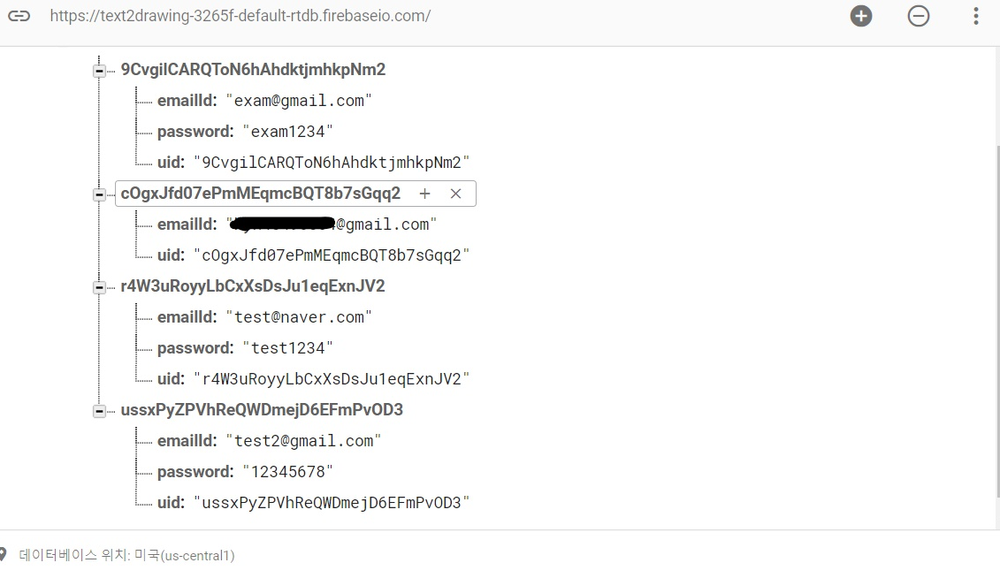 https://text2drawing-3265f-default-rtdb.firebaseio.com/
9CvgilCARQToN6hAhdktjmhkpNm2
emailId: "exam@gmail.com"
password: "exam1234"
uid: "9CvgilCARQToN6hAhdktjmhkpNm2"
cOgxJfd07ePmMEqmcBQT8b7sGqq2
emailId: "@gmail.com"
uid: "cOgxJfd07ePmMEqmcBQT8b7sGqq2"
r4W3uRoyyLbCxXsDsJu1eqExnJV2
emailId: "test@naver.com"
password: "test1234"
uid: "r4W3uRoyyLbCxXsDsJu1eqExnJV2"
ussxPyZPVhReQWDmejD6EFmPvOD3
emailId: "test2@gmail.com"
password: "12345678"
uid: "ussxPyZPVhReQWDmejD6EFmPvOD3"
데이터베이스 위치: 미국(us-central1)